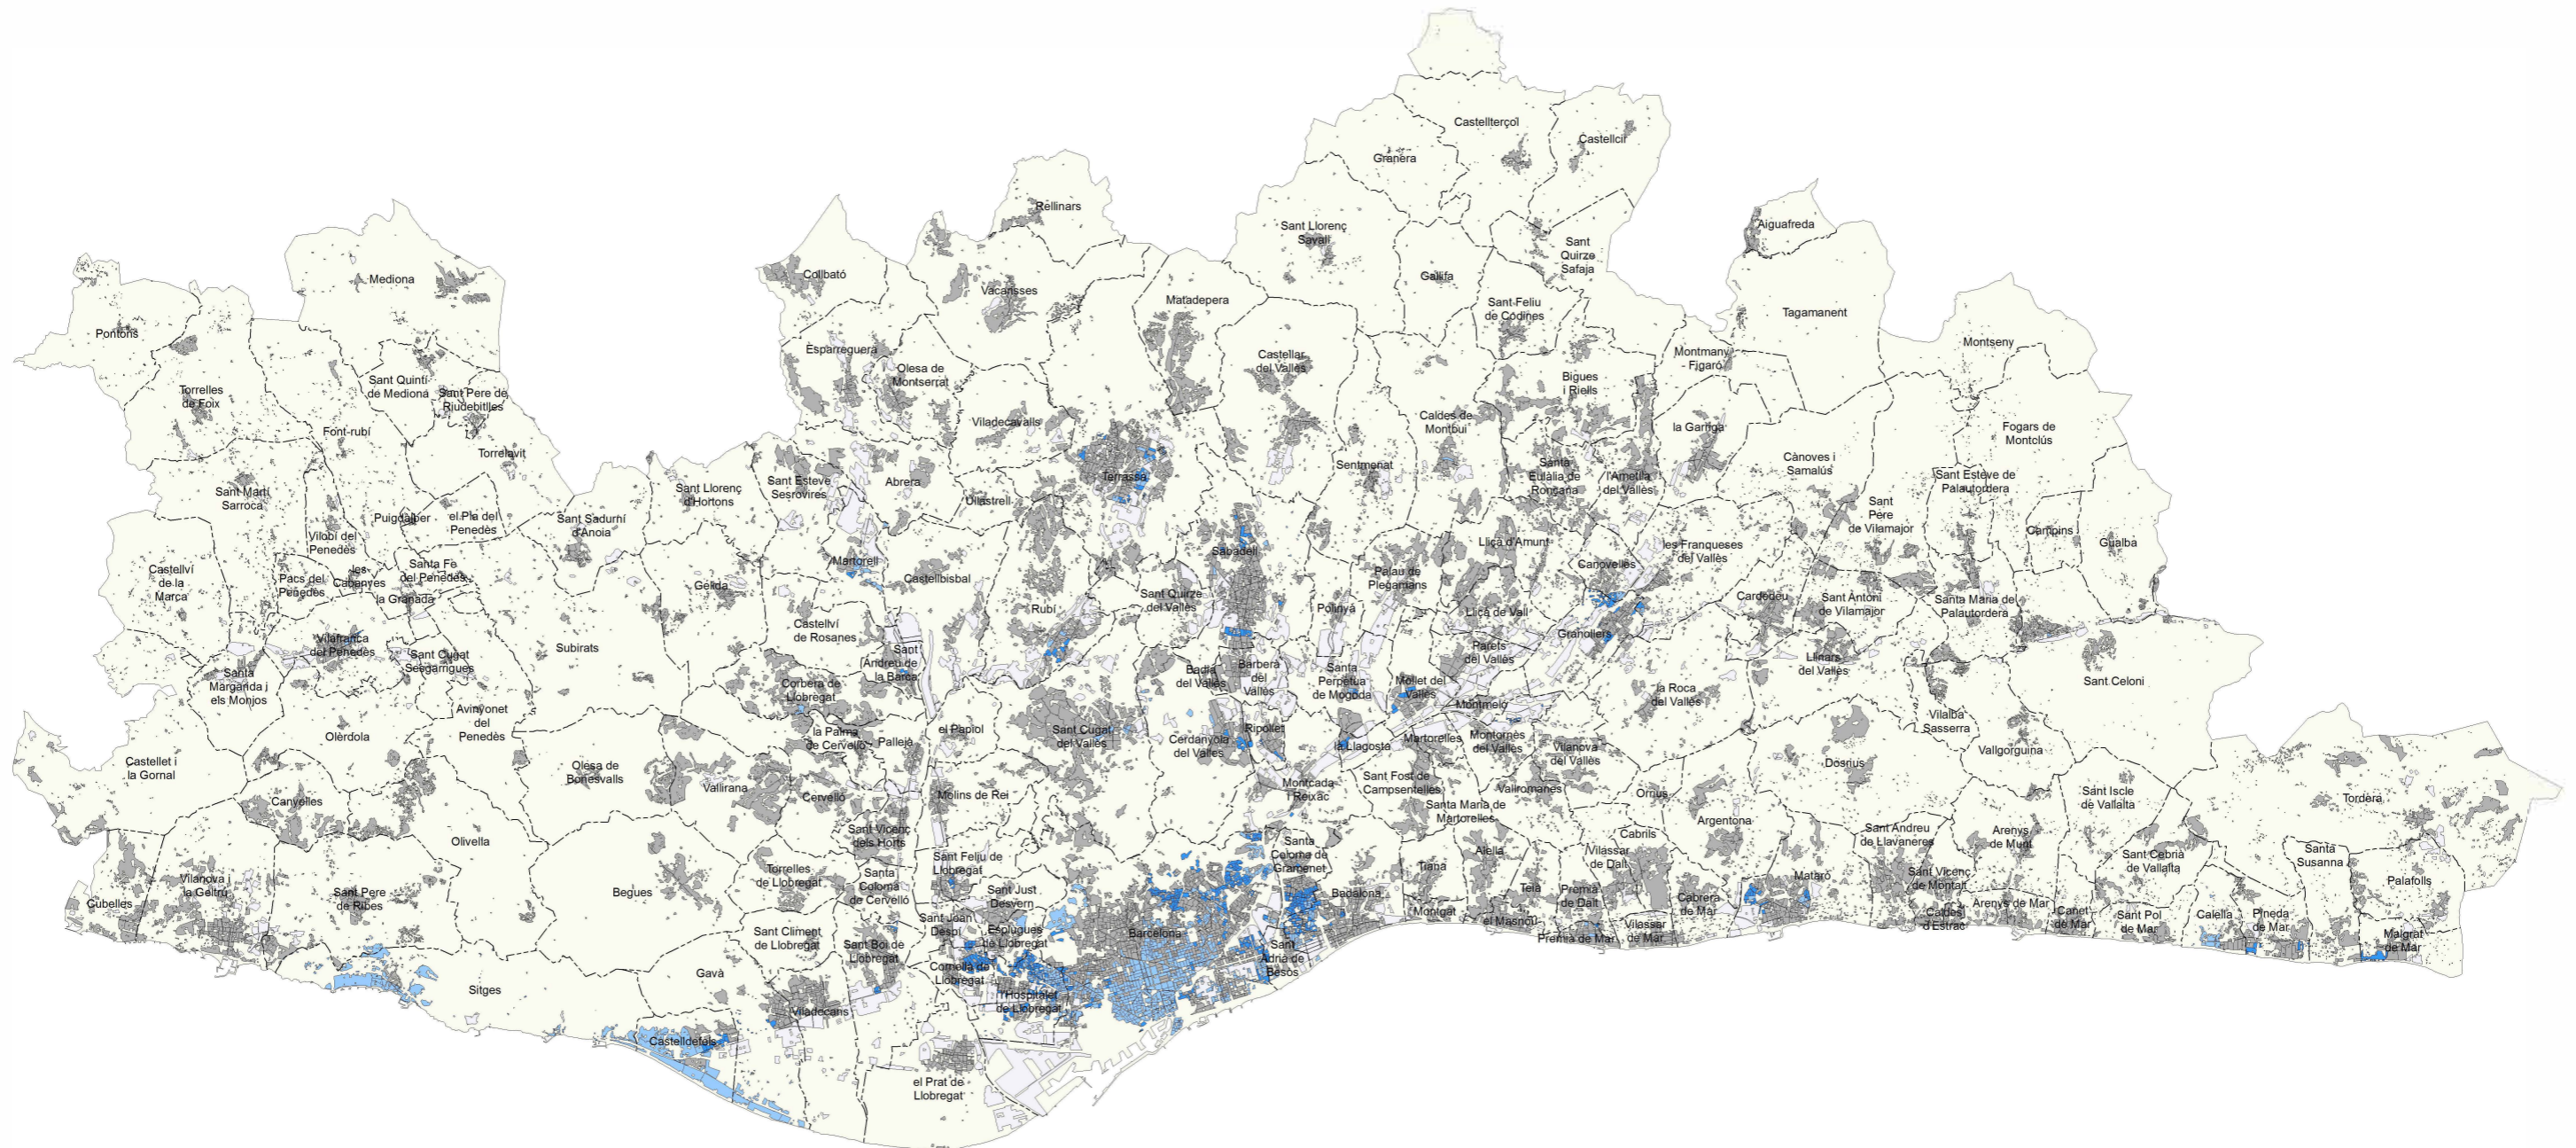 Castellterçol
Castellcir
Granera
Rellinars
Aiguafreda
Sant Llorenç
Savall
Sant
Quirze
Safaja
Gallifa
Collbató
Mediona
Vacarisses
Matadepera
Sant Feliu
de Codines
Tagamanent
Pontons
Montseny
Esparreguera
Castellar
del Vallès
Montmany
Figaró
Olesa de
Montserrat
Bigues
i Riells
Torrelles
de Foix
Sant Quintí
de Mediona
Sant Pere de
Riudebitlles
Viladecavalls
Caldes de
Montbui
la Garriga
Fogars de
Montclús
Font-rubí
Torrelavit
Terrassa
Sentmenat
Santa
Eulàlia de
Ronçana
l'Ametlla
del Vallès
Cànoves i
Samalús
Sant Esteve de
Palautordera
Sant Martí
Sarroca
Sant Llorenç
d'Hortons
Sant Esteve
Sesrovires
Abrera
Ullastrell
Sant
Pere
de Vilamajor
Puigdàlber
el Pla del
Penedès
Sant Sadurní
d'Anoia
Campins
Gualba
Vilobí del
Penedès
Sabadell
Lliçà d'Amunt
les Franqueses
del Vallès
Castellví
de la
Marca
Pacs del
Penedès
les
Cabanyes
Santa Fe
del Penedès
la Granada
Gelida
Martorell
Castellbisbal
Sant Quirze
del Vallès
Rubí
Polinyà
Palau de
Plegamans
Canovelles
Lliçà de Vall
Cardedeu
Sant Antoni
de Vilamajor
Santa Maria de
Palautordera
Castellví
de Rosanes
Granollers
Vilafranca
del Penedès
Sant Cugat
Sesgarrigues
Subirats
Sant
Andreu de
la Barca
Badia
del Vallès
Barberà
del
Vallès
Santa
Perpètua
de Mogoda
Parets
del Vallès
Llinars
del Vallès
Santa
Margarida i
els Monjos
Corbera de
Llobregat
Mollet del
Vallès
la Roca
del Vallès
Sant Celoni
Avinyonet
del
Penedès
Montmeló
Olèrdola
la Palma
de Cervelló
Pallejà
el Papiol
Sant Cugat
del Vallès
Cerdanyola
del Vallès
Ripollet
la Llagosta
Martorelles
Montornès
del Vallès
Vilanova
del Vallès
Vilalba
Sasserra
Vallgorguina
Castellet i
la Gornal
Olesa de
Bonesvalls
Vallirana
Cervelló
Molins de Rei
Montcada
i Reixac
Sant Fost de
Campsentelles
Vallromanes
Òrrius
Dosrius
Canyelles
Santa Maria de
Martorelles
Sant Iscle
de Vallalta
Tordera
Olivella
Sant Vicenç
dels Horts
Santa
Coloma de
Gramenet
Cabrils
Argentona
Sant Andreu
de Llavaneres
Arenys
de Munt
Sant Cebrià
de Vallalta
Santa
Susanna
Vilanova i
la Geltrú
Cubelles
Sant Pere
de Ribes
Begues
Torrelles
de Llobregat
Santa
Coloma
de Cervelló
Sant Feliu de
Llobregat
Sant Just
Desvern
Badalona
Tiana
Alella
Vilassar
de Dalt
Teià
Premià
de Dalt
Cabrera
de Mar
Mataró
Sant Vicenç
de Montalt
Palafolls
Sant Climent
de Llobregat
Sant Boi de
Llobregat
Sant Joan
Despí
Esplugues
de Llobregat
Barcelona
Sant
Adrià de
Besòs
Montgat
el Masnou
Premià de Mar
Vilassar
de Mar
Caldes
d'Estrac
Arenys de Mar
Canet
de Mar
Sant Pol
de Mar
Calella
Pineda
de Mar
Malgrat
de Mar
Sitges
Gavà
Cornellà de
Llobregat
l'Hospitalet
de Llobregat
Viladecans
Castelldefels
el Prat de
Llobregat